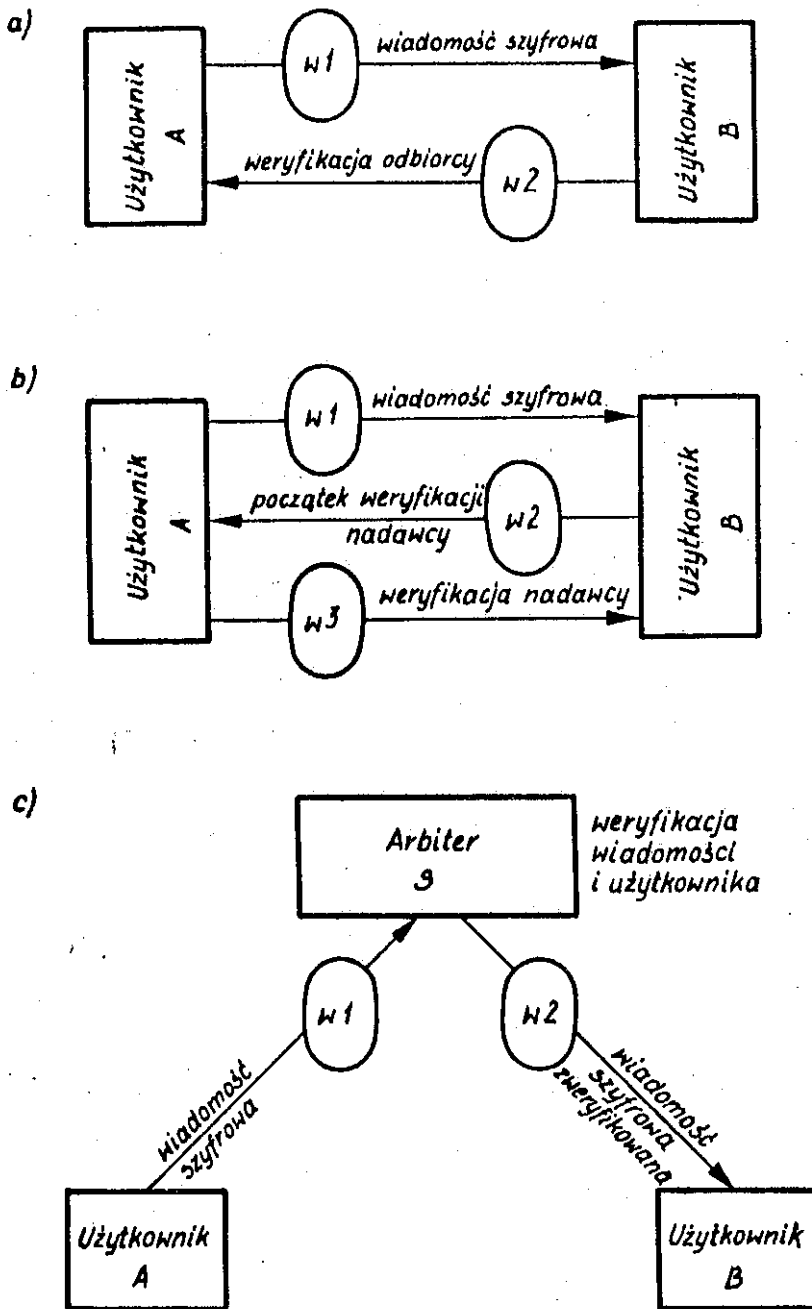 a)
Użytkownik
A
w1
wiadomość szyfrowa
weryfikacja odbiorcy
w2
Użytkownik
B
b)
Użytkownik
A
w1
wiadomość szyfrowa
początek weryfikacji
nadawcy
w2
w3
weryfikacja nadawcy
Użytkownik
B
c)
Arbiter
weryfikacja
wiadomości
i użytkownika
w1
w2
wiadomość
szyfrowa
wiadomość
szyfrowa
zweryfikowana
Użytkownik
A
Użytkownik
B